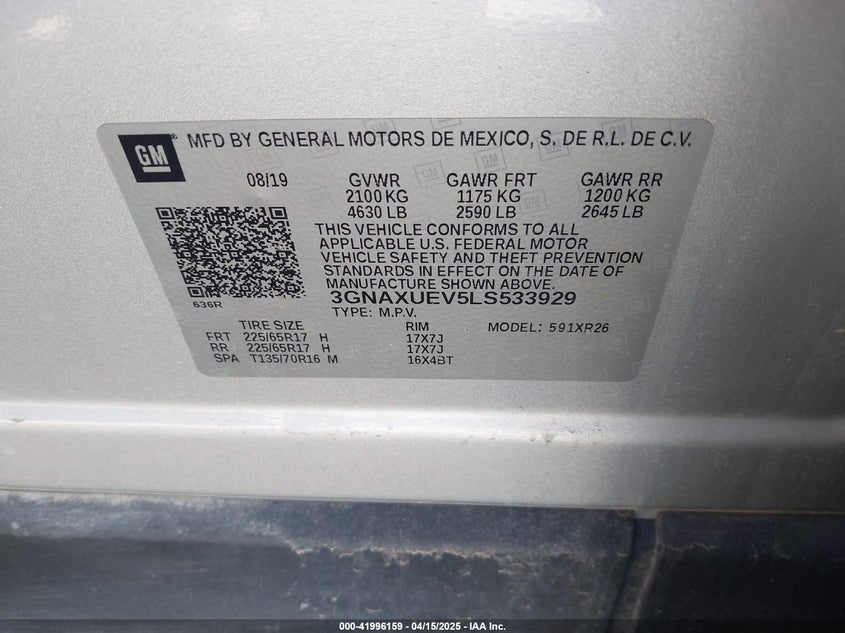 GM
MFD BY GENERAL MOTORS DE MEXICO, S. DE R.L. DE C.V.
08/19 GVWR GAWR FRT GAWR RR
2100 KG 1175 KG 1200 KG
4630 LB 2590 LB 2645 LB
THIS VEHICLE CONFORMS TO ALL
APPLICABLE U.S. FEDERAL MOTOR
VEHICLE SAFETY AND THEFT PREVENTION
STANDARDS IN EFFECT ON THE DATE OF
MANUFACTURE SHOWN ABOVE.
3GNAXUEV5LS533929
636R
TYPE: M.P.V.
TIRE SIZE RIM MODEL: 591XR26
FRT 225/65R17 H 17X7J
RR 225/65R17 H 17X7J
SPA T135/70R16 M 16X4BT
000-41996159 - 04/15/2025 - IAA Inc.